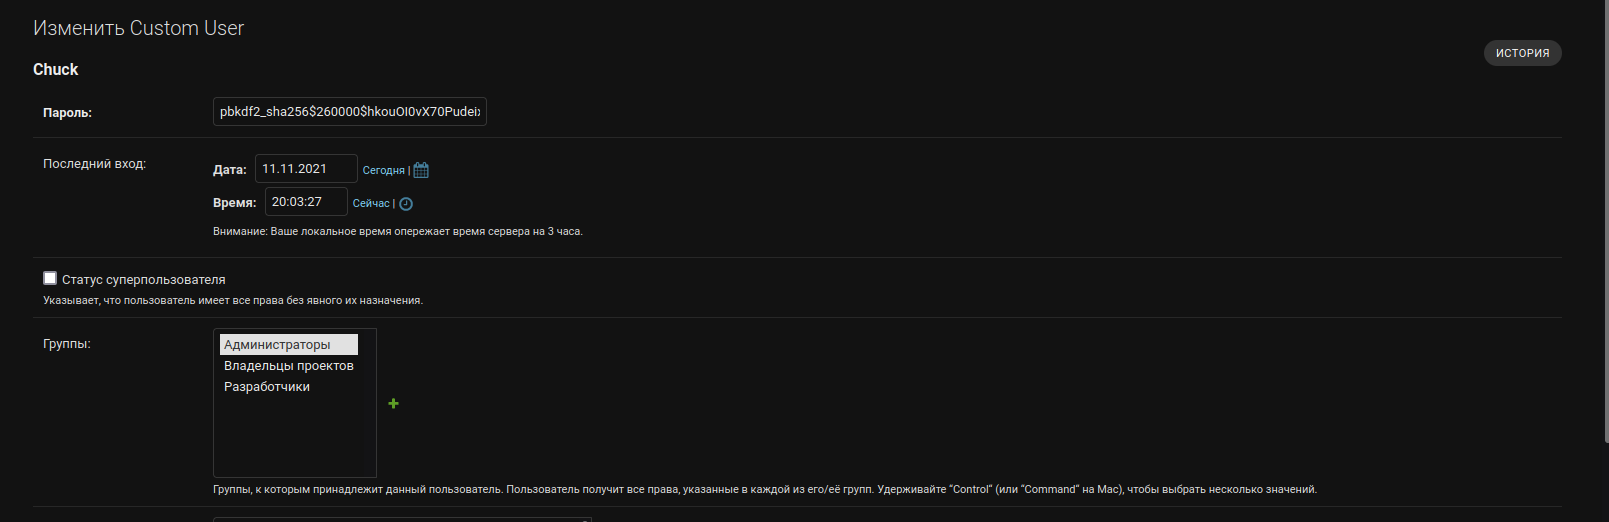 Изменить Custom User
ИСТОРИЯ
Chuck
Пароль: pbkdf2_sha256$260000$hkouOI0vX70Pudeix
Последний вход: Дата: 11.11.2021 Сегодня |
Время: 20:03:27 Сейчас |
Внимание: Ваше локальное время опережает время сервера на 3 часа.
Статус суперпользователя
Указывает, что пользователь имеет все права без явного их назначения.
Группы: Администраторы
Владельцы проектов
Разработчики
Группы, к которым принадлежит данный пользователь. Пользователь получит все права, указанные в каждой из его/её групп. Удерживайте “Control“ (или “Command“ на Mac), чтобы выбрать несколько значений.